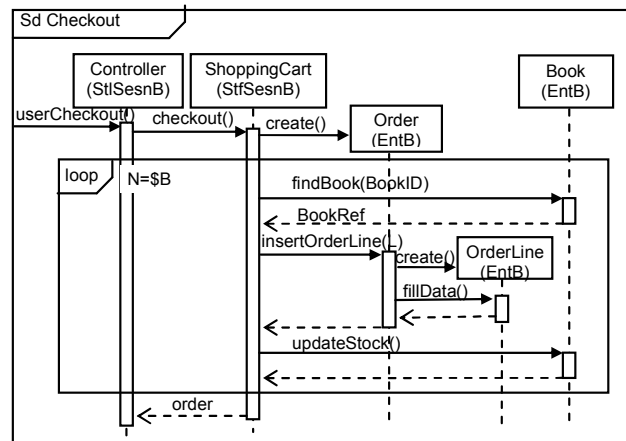 Sd Checkout
Controller
(StlSesnB)
ShoppingCart
(StfSesnB)
Book
(EntB)
userCheckout()
checkout()
create()
Order
(EntB)
loop
N=$B
findBook(BookID)
BookRef
insertOrderLine(L)
create()
OrderLine
(EntB)
fillData()
updateStock()
order